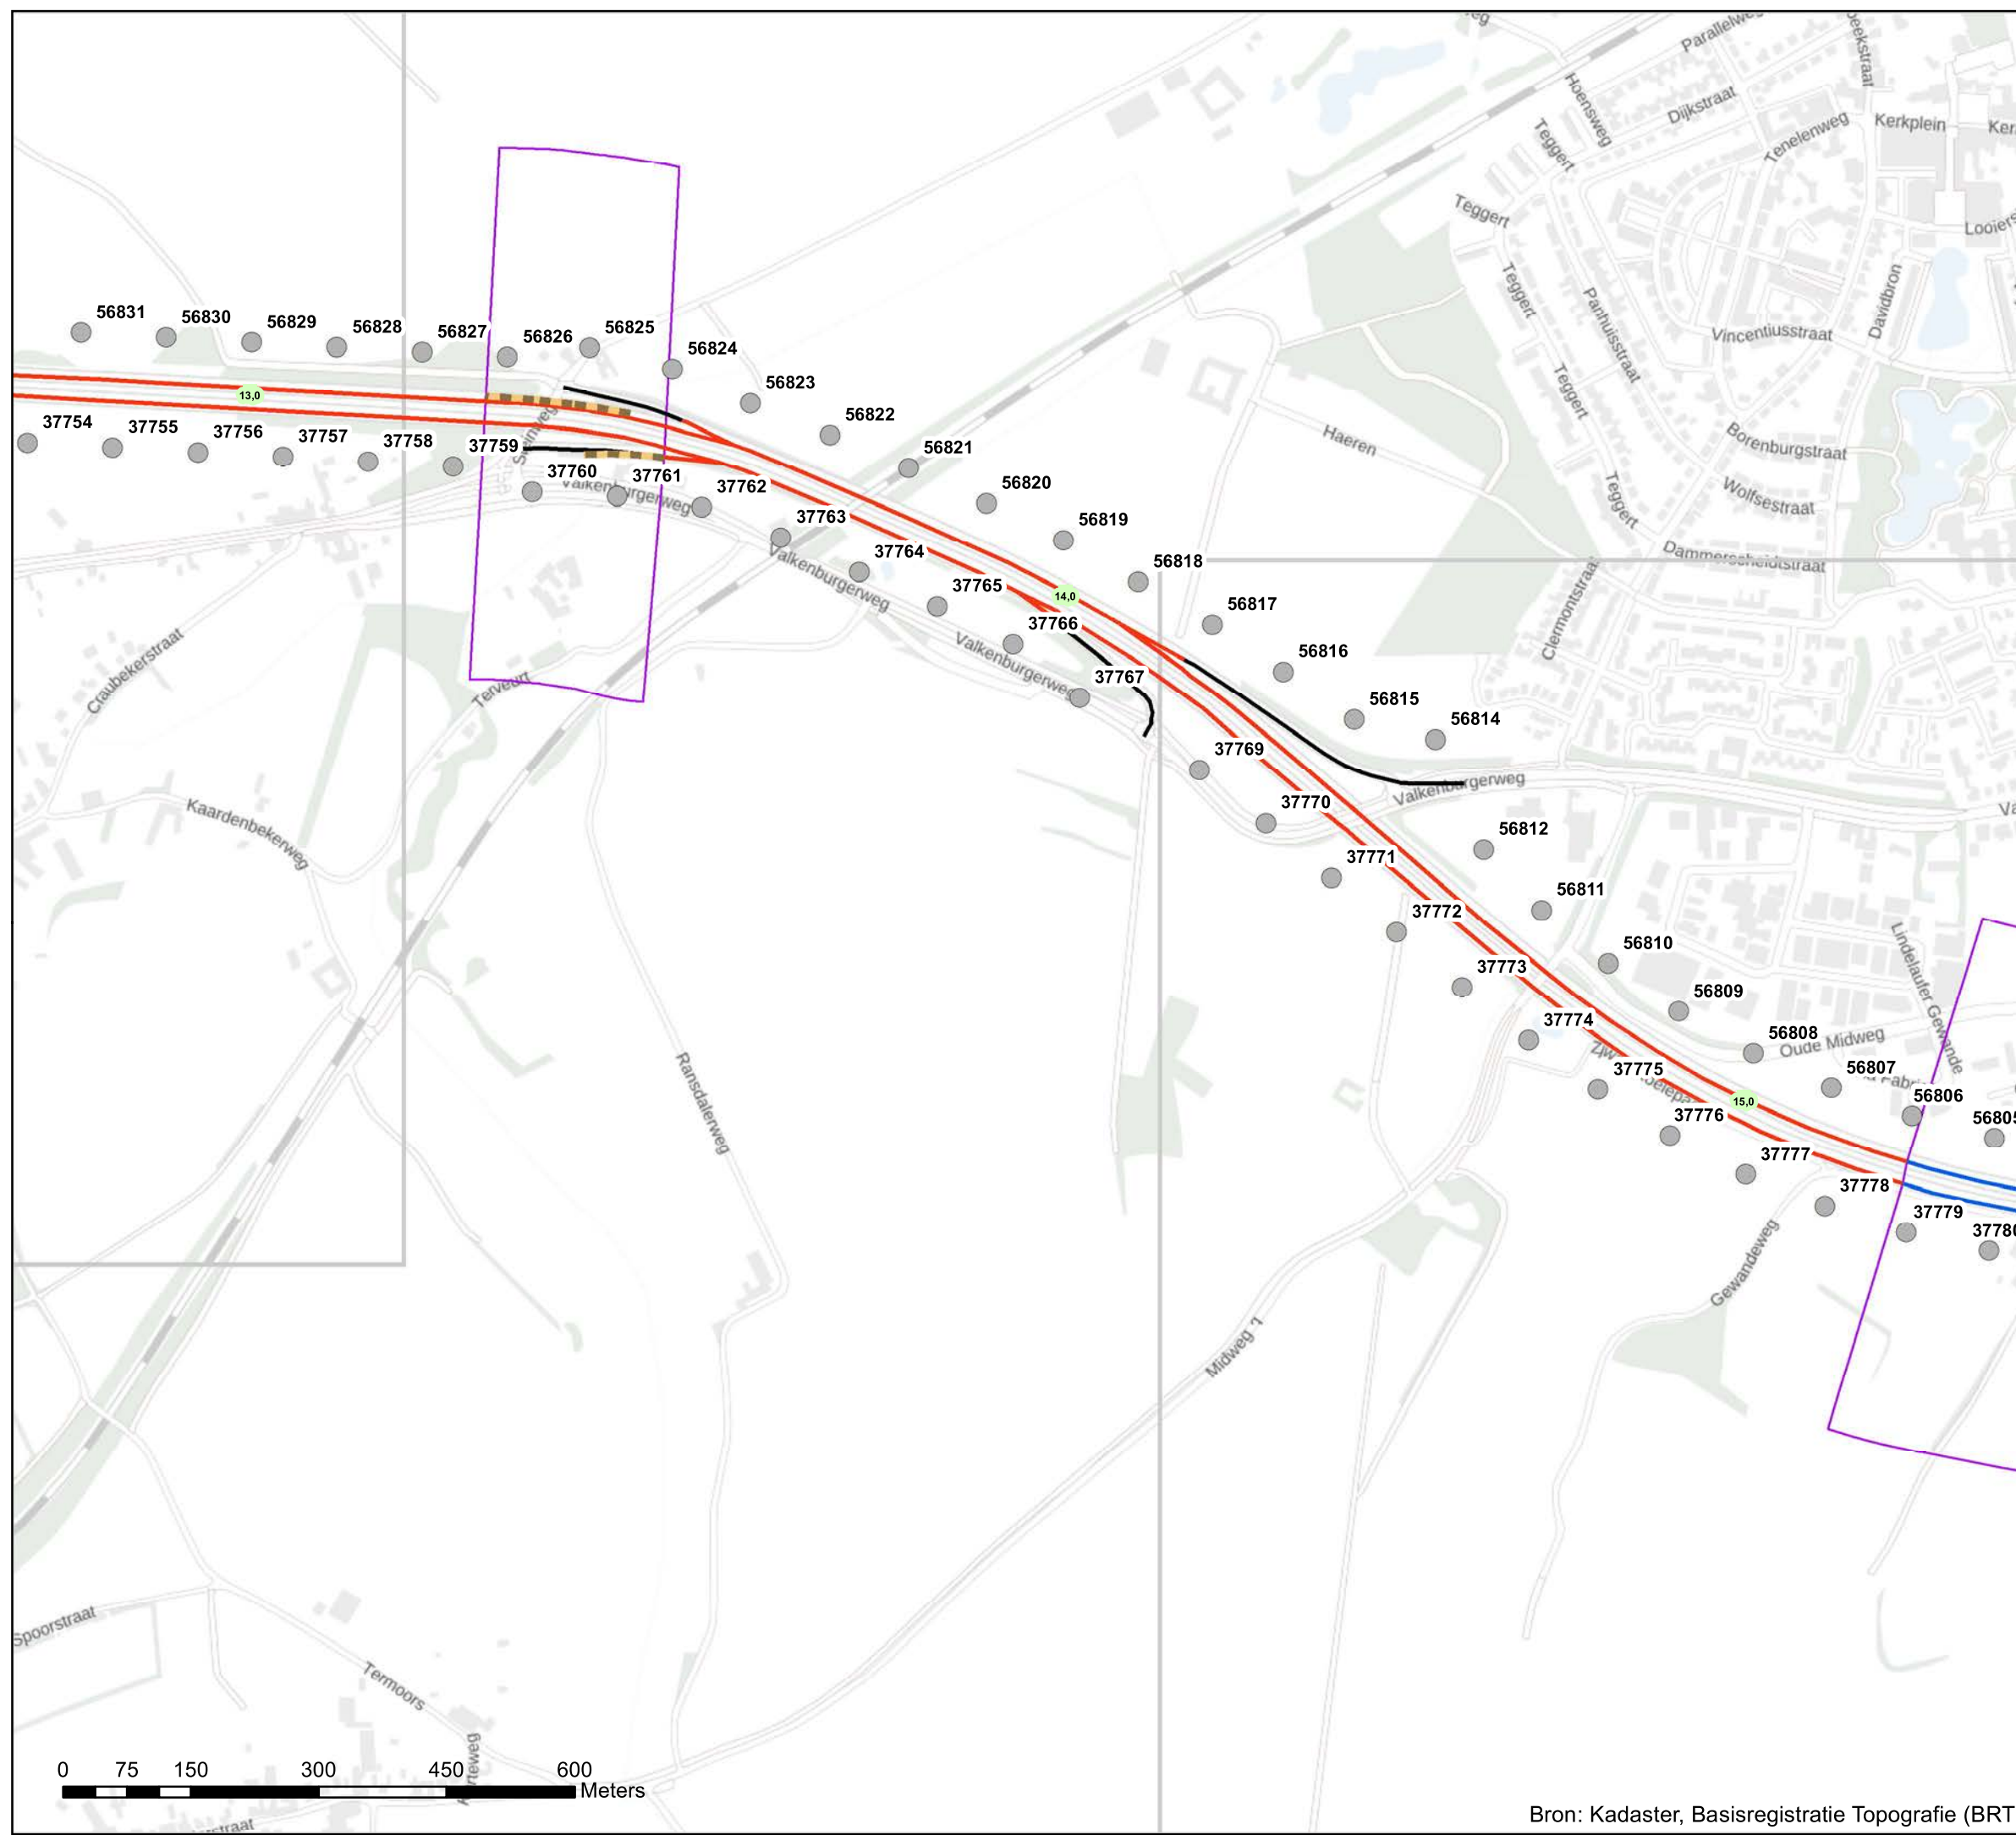 Parallelweg
Hoensweg
Dijkstraat
Teggert
Tenelenweg
Kerkplein
Teggert
Teggert
Panhuisstraat
Vincentiusstraat
Davidbron
Teggert
Borenburgstraat
Wolfsestraat
Teggert
Dammerscheidtstraat
Haeren
56831
56830
56829
56828
56827
56826
56825
56824
56823
56822
56821
56820
56819
56818
56817
56816
56815
56814
56812
56811
56810
56809
56808
56807
56806
13,0
14,0
15,0
37754
37755
37756
37757
37758
37759
37760
37761
37762
37763
37764
37765
37766
37767
37769
37770
37771
37772
37773
37774
37775
37776
37777
37778
37779
Valkenburgerweg
Valkenburgerweg
Valkenburgerweg
Valkenburgerweg
Craubekerstraat
Terveurt
Kaardenbekerweg
Ransdalerweg
Lindelaufer Gewande
Oude Midweg
Gewandeweg
Midweg
Spoorstraat
Termoors
0 75 150 300 450 600
Meters
Bron: Kadaster, Basisregistratie Topografie (BRT